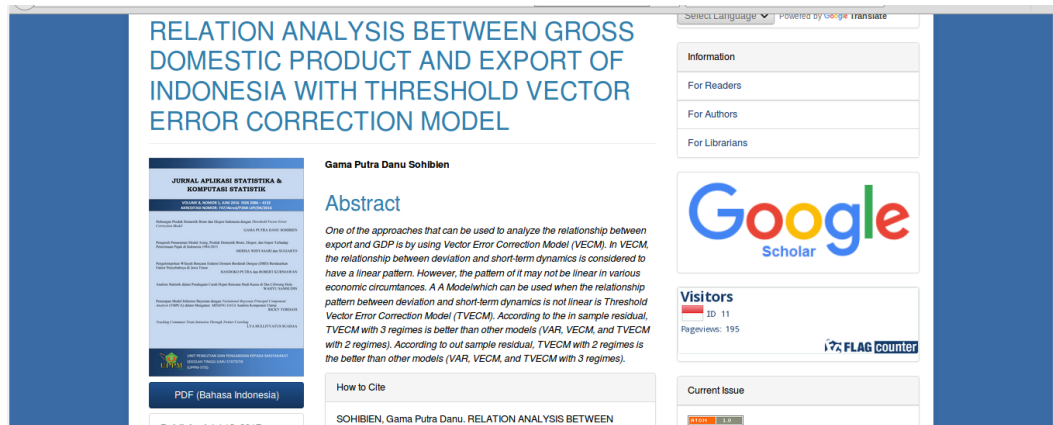 RELATION ANALYSIS BETWEEN GROSS
DOMESTIC PRODUCT AND EXPORT OF
INDONESIA WITH THRESHOLD VECTOR
ERROR CORRECTION MODEL
JURNAL APLIKASI STATISTIKA &
KOMPUTASI STATISTIK
GAMA PUTRA DANU SOHIBIEN
UPPM
PDF (Bahasa Indonesia)
Gama Putra Danu Sohibien
Abstract
One of the approaches that can be used to analyze the relationship between
export and GDP is by using Vector Error Correction Model (VECM). In VECM,
the relationship between deviation and short-term dynamics is considered to
have a linear pattern. However, the pattern of it may not be linear in various
economic circumtances. A A Modelwhich can be used when the relationship
pattern between deviation and short-term dynamics is not linear is Threshold
Vector Error Correction Model (TVECM). According to the in sample residual,
TVECM with 3 regimes is better than other models (VAR, VECM, and TVECM
with 2 regimes). According to out sample residual, TVECM with 2 regimes is
the better than other models (VAR, VECM, and TVECM with 3 regimes).
How to Cite
SOHIBIEN, Gama Putra Danu. RELATION ANALYSIS BETWEEN
Select Language Powered by Google Translate
Information
For Readers
For Authors
For Librarians
Google
Scholar
Visitors
ID 11
Pageviews: 195
FLAG counter
Current Issue
ATOM 1.0